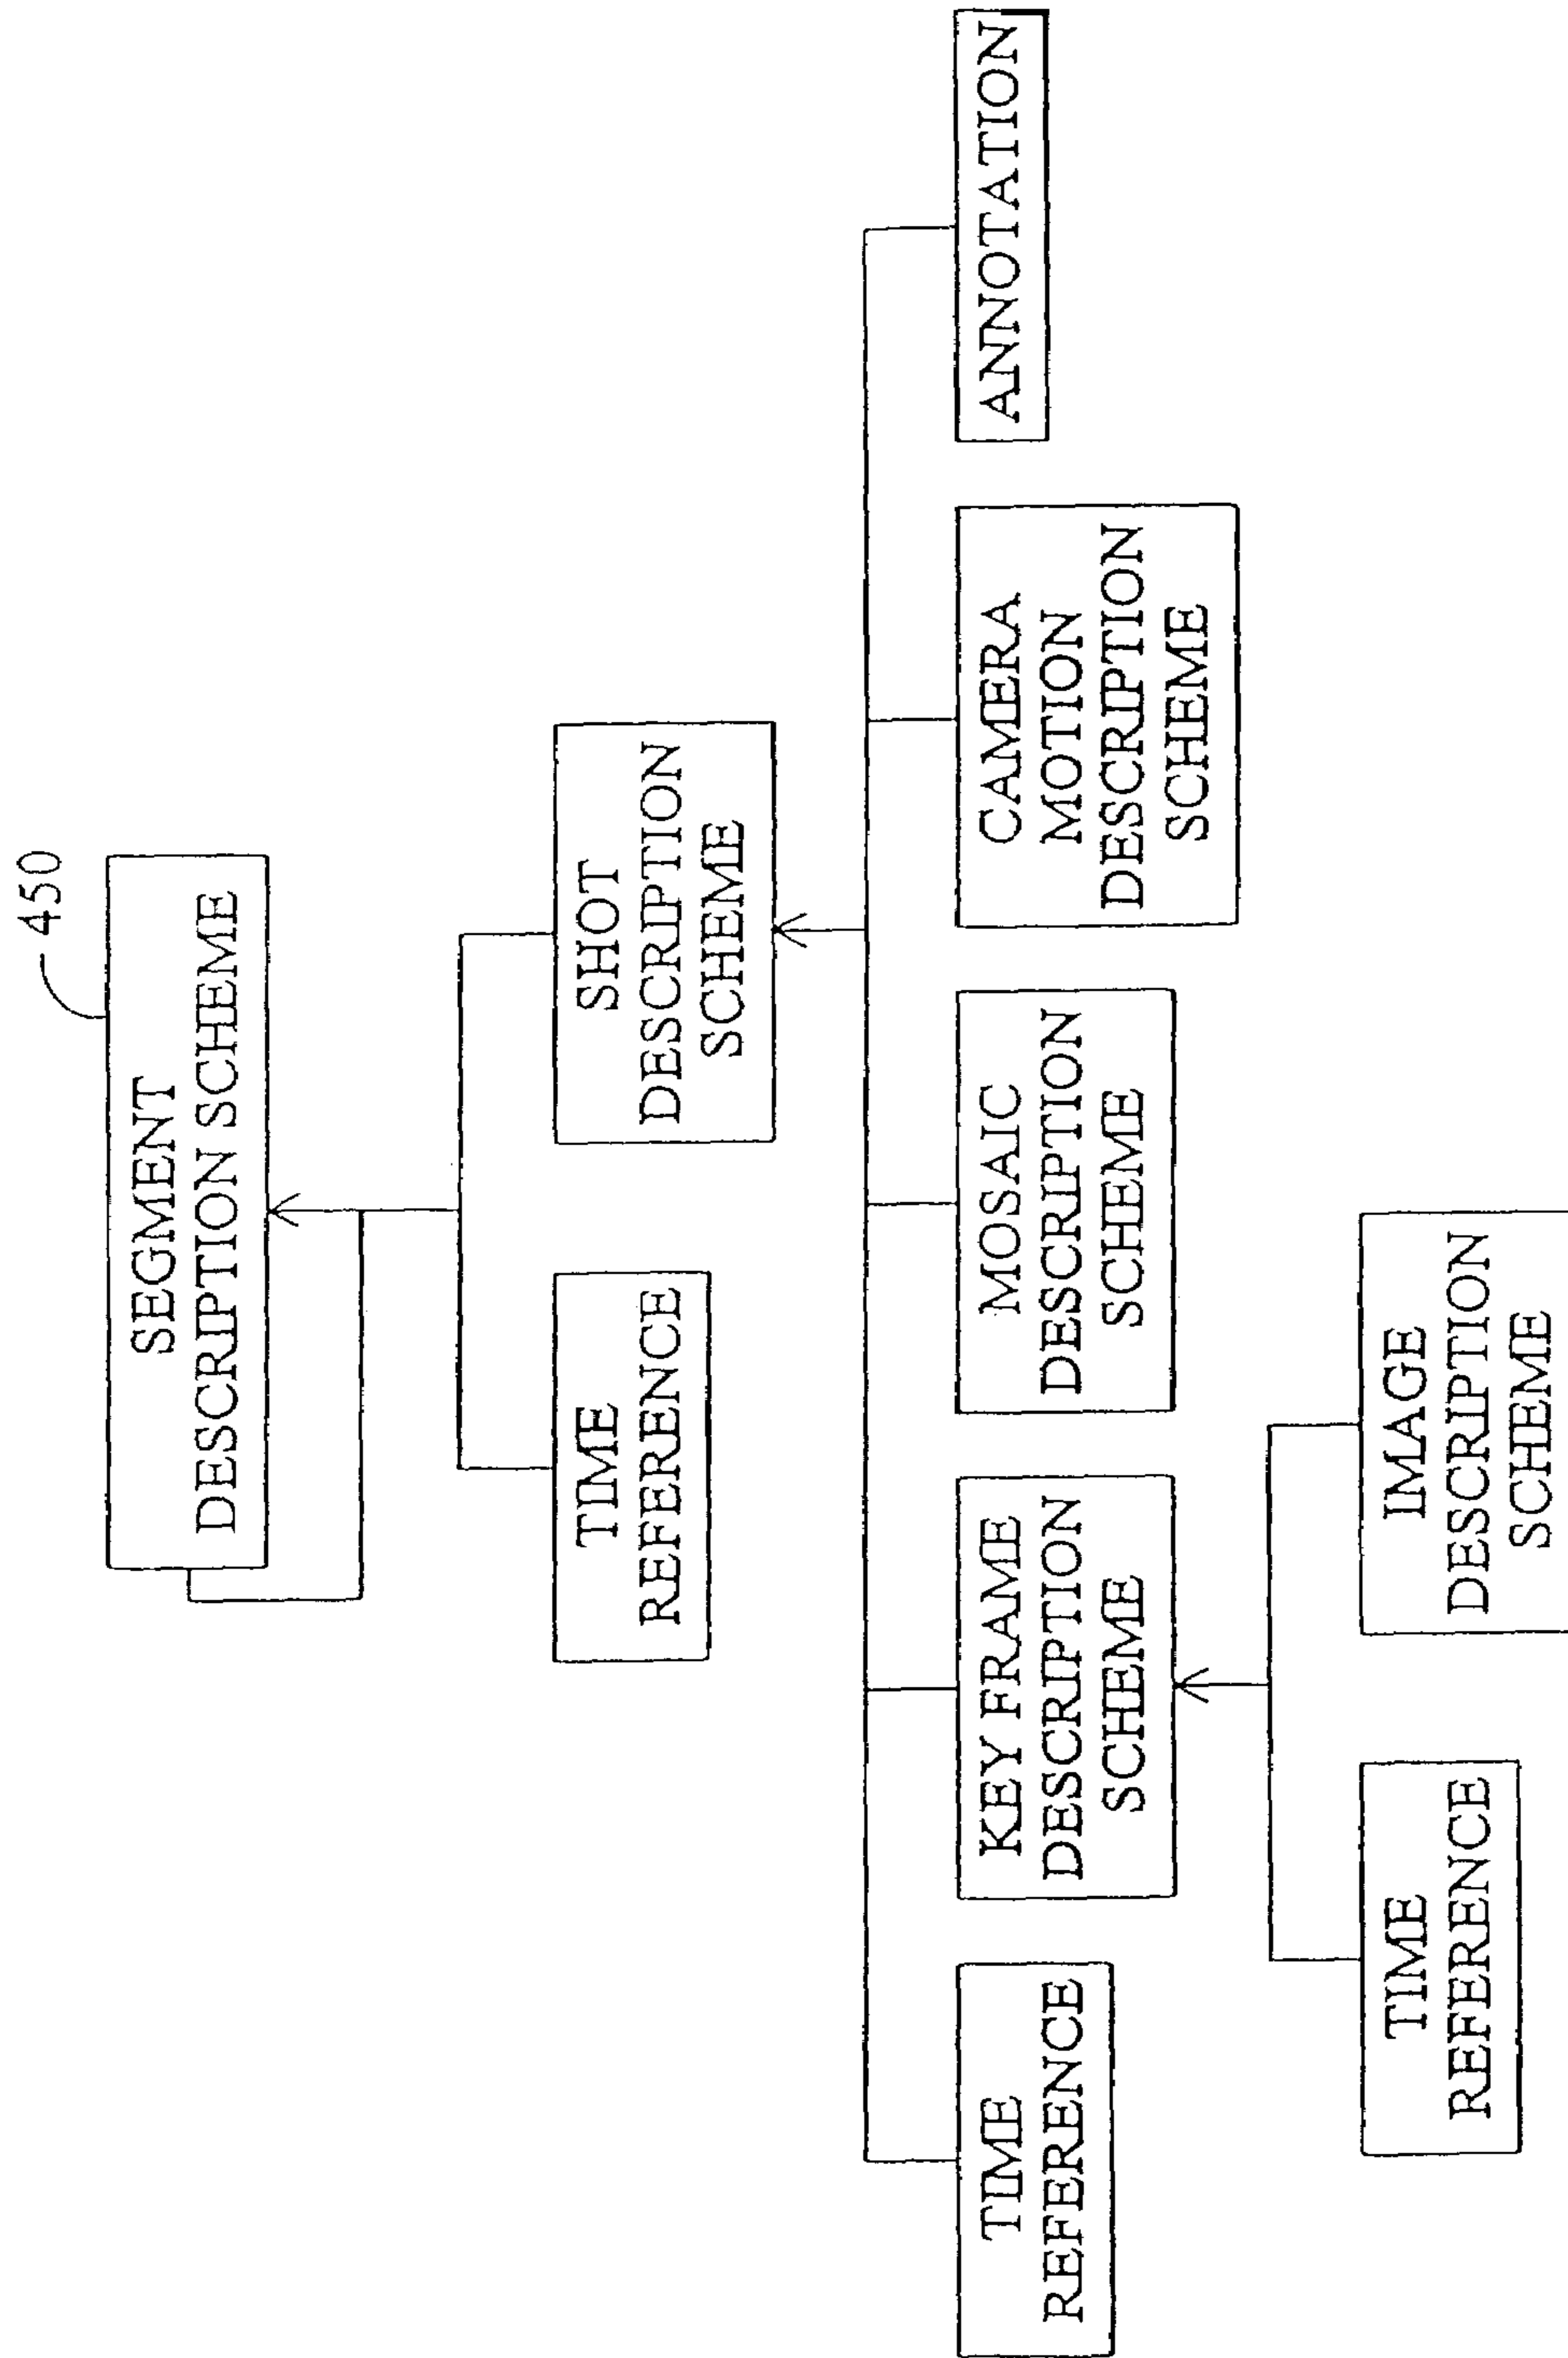 450
SEGMENT
DESCRIPTION SCHEME
TIME
REFERENCE
SHOT
DESCRIPTION
SCHEME
TIME
REFERENCE
KEY FRAME
DESCRIPTION
SCHEME
MOSAIC
DESCRIPTION
SCHEME
CAMERA
MOTION
DESCRIPTION
SCHEME
ANNOTATION
TIME
REFERENCE
IMAGE
DESCRIPTION
SCHEME